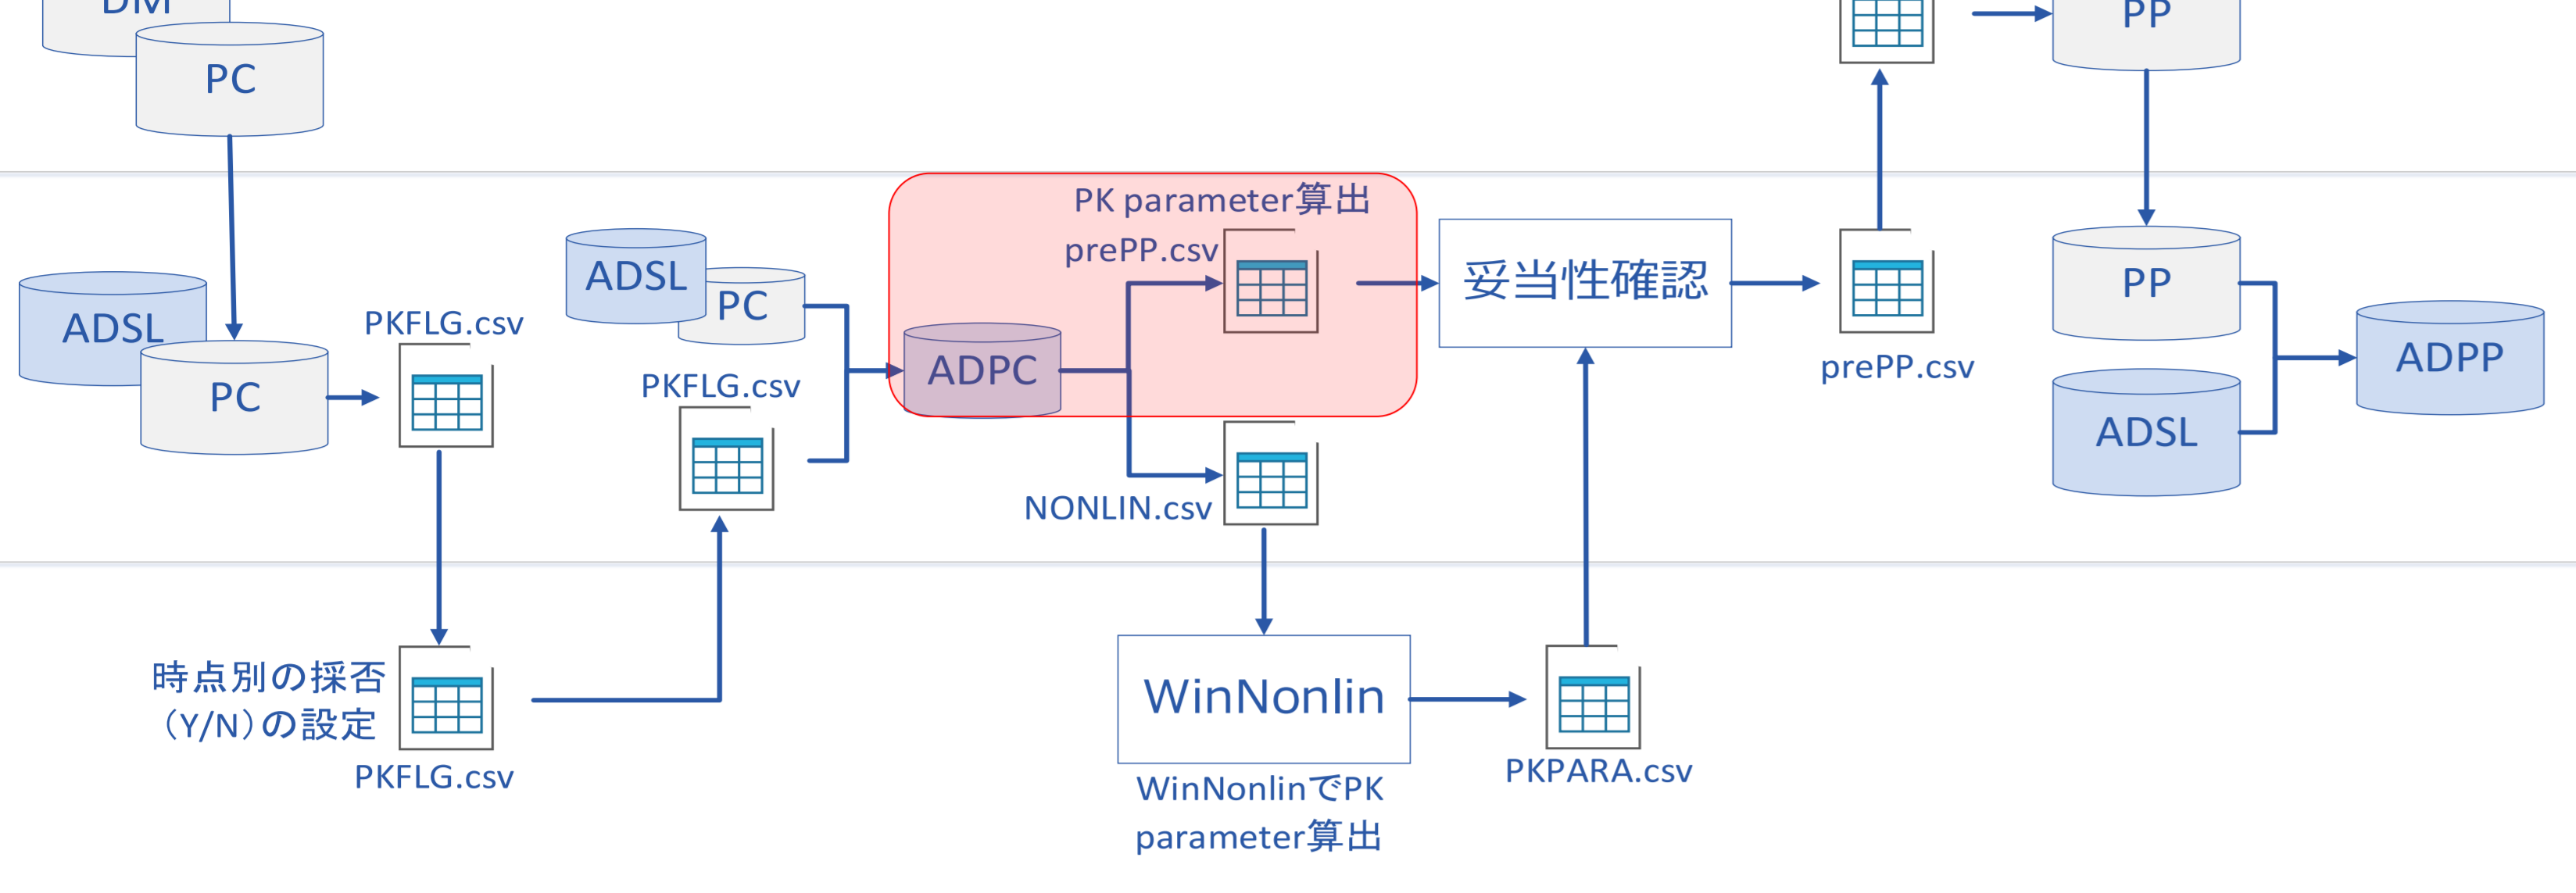 DM
PC
PP
ADSL
PC
PKFLG.csv
ADSL
PC
PKFLG.csv
ADPC
PK parameter算出
prePP.csv
NONLIN.csv
妥当性確認
prePP.csv
PP
ADSL
ADPP
時点別の採否
（Y/N）の設定
PKFLG.csv
WinNonlin
WinNonlinでPK
parameter算出
PKPARA.csv